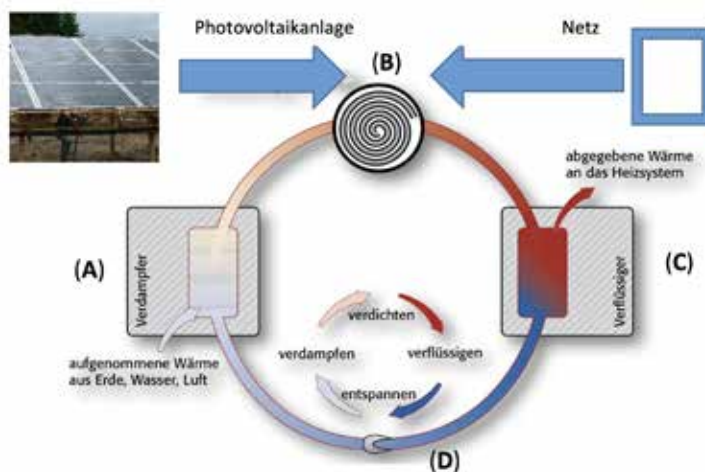 Photovoltaikanlage
Netz
(B)
abgegebene Wärme
an das Heizsystem
(A)
Verdampfer
(C)
Verflüssiger
verdichten
verdampfen
verflüssigen
aufgenommene Wärme
aus Erde, Wasser, Luft
entspannen
(D)